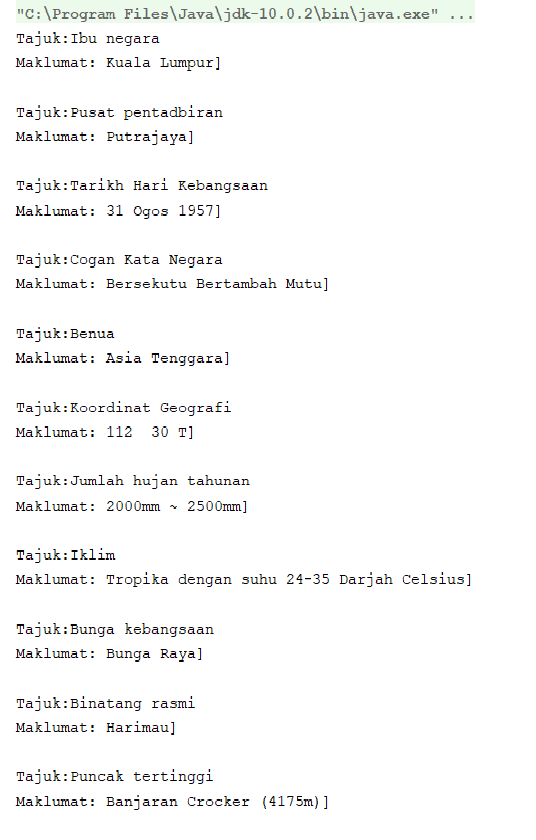 "C:\Program Files\Java\jdk-10.0.2\bin\java.exe" ...
Tajuk:Ibu negara
Maklumat: Kuala Lumpur]
Tajuk:Pusat pentadbiran
Maklumat: Putrajaya]
Tajuk:Tarikh Hari Kebangsaan
Maklumat: 31 Ogos 1957]
Tajuk:Cogan Kata Negara
Maklumat: Bersekutu Bertambah Mutu]
Tajuk:Benua
Maklumat: Asia Tenggara]
Tajuk:Koordinat Geografi
Maklumat: 112  30 T]
Tajuk:Jumlah hujan tahunan
Maklumat: 2000mm ~ 2500mm]
Tajuk:Iklim
Maklumat: Tropika dengan suhu 24-35 Darjah Celsius]
Tajuk:Bunga kebangsaan
Maklumat: Bunga Raya]
Tajuk:Binatang rasmi
Maklumat: Harimau]
Tajuk:Puncak tertinggi
Maklumat: Banjaran Crocker (4175m)]